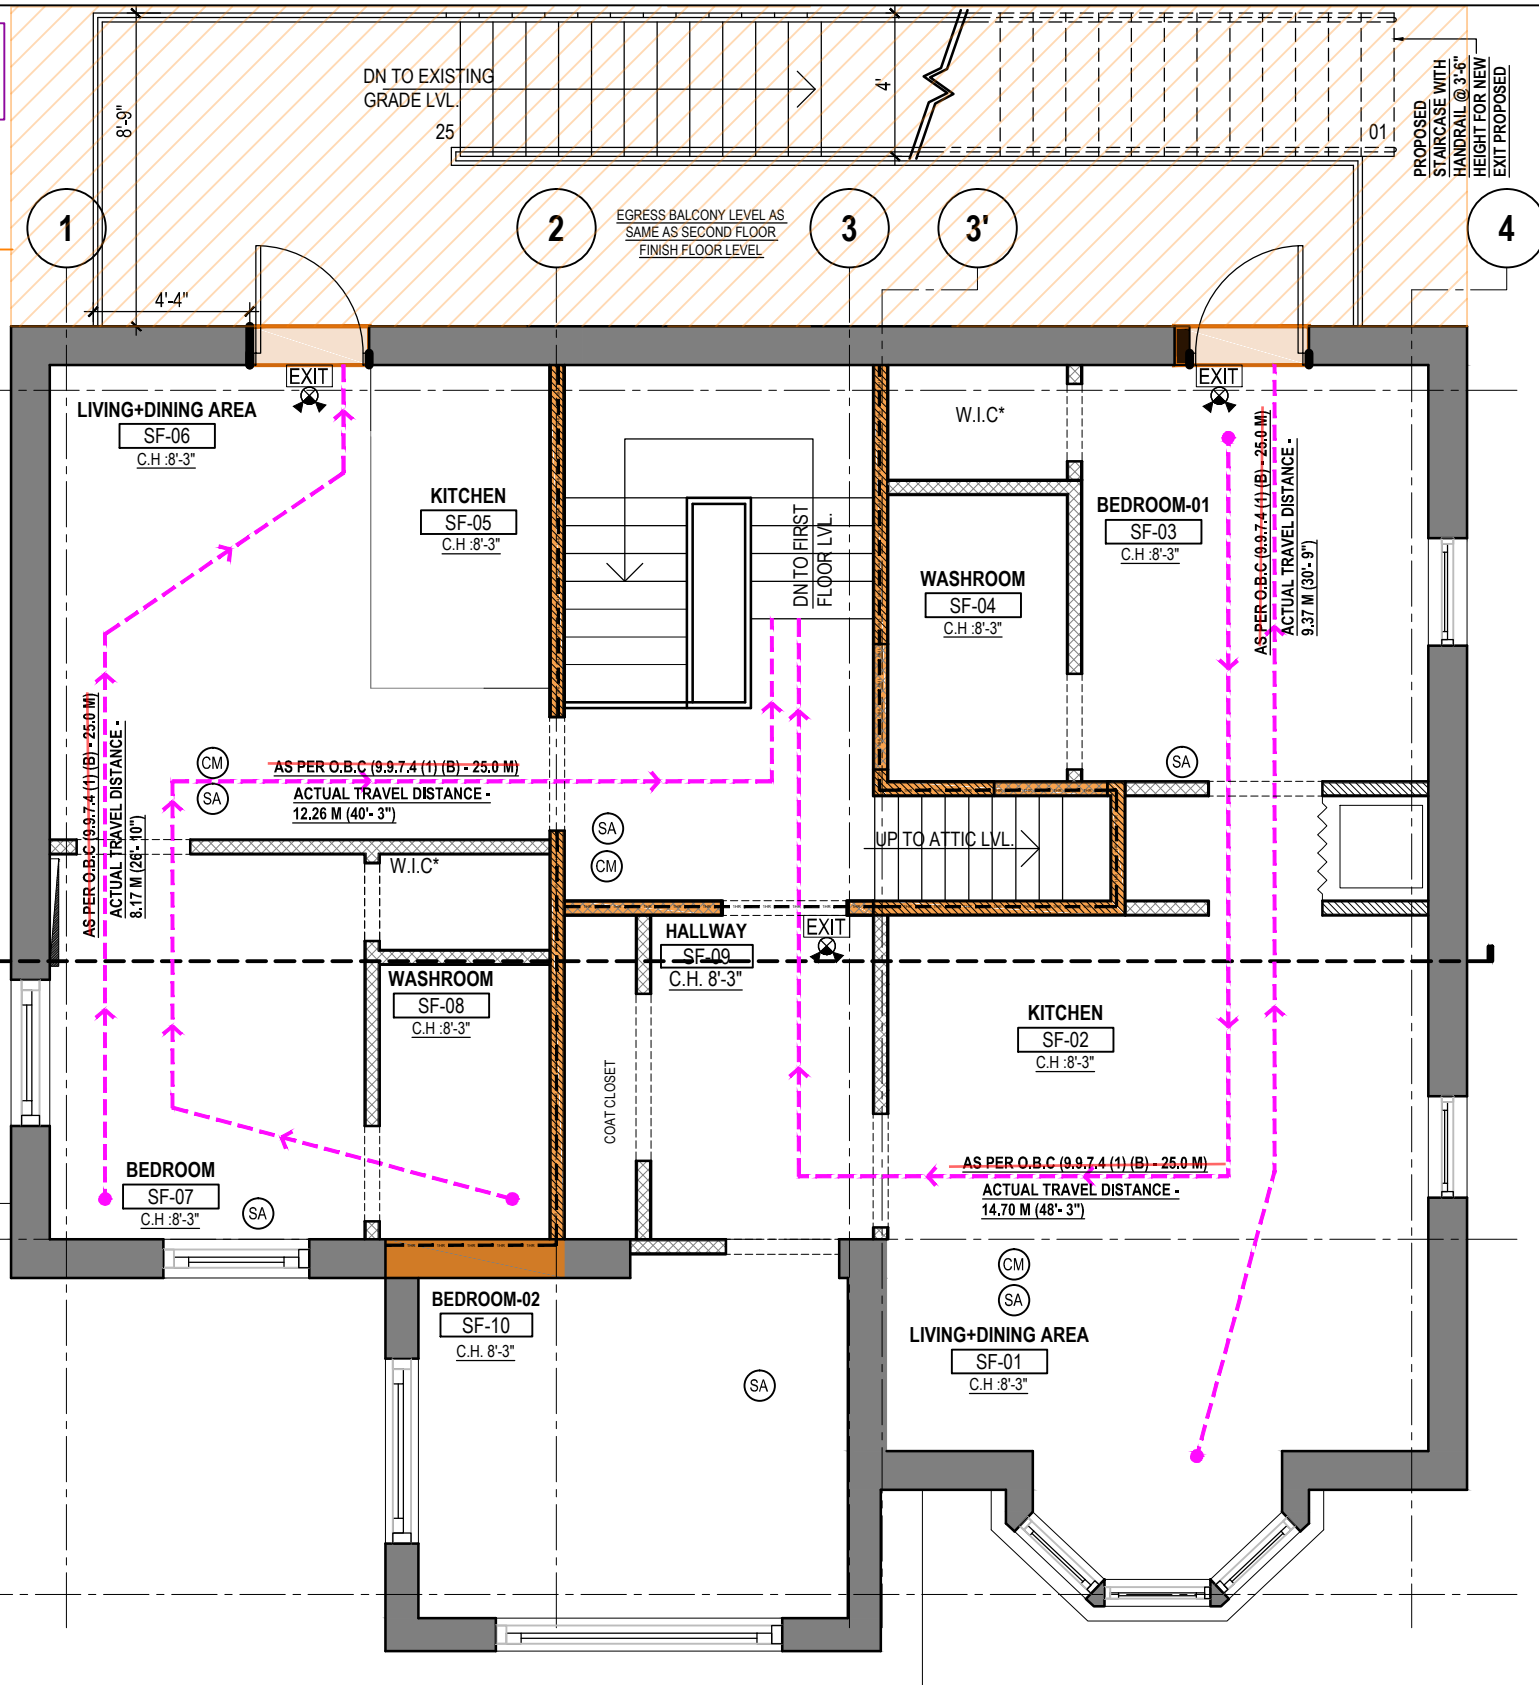 DN TO EXISTING
GRADE LVL.
25
01
8'-9"
4'
PROPOSED
STAIRCASE WITH
HANDRAIL @ 3'-6"
HEIGHT FOR NEW
EXIT PROPOSED
1
2
EGRESS BALCONY LEVEL AS
SAME AS SECOND FLOOR
FINISH FLOOR LEVEL
3
3'
4
4'-4"
EXIT
EXIT
LIVING+DINING AREA
SF-06
C.H :8'-3"
KITCHEN
SF-05
C.H :8'-3"
DN TO FIRST
FLOOR LVL.
W.I.C*
BEDROOM-01
SF-03
C.H :8'-3"
AS PER O.B.C (9.9.7.4 (1) (B) - 25.0 M)
ACTUAL TRAVEL DISTANCE -
9.37 M (30'- 9")
WASHROOM
SF-04
C.H :8'-3"
AS PER O.B.C (9.9.7.4 (1) (B) - 25.0 M)
ACTUAL TRAVEL DISTANCE -
8.17 M (26'- 10")
CM
SA
AS PER O.B.C (9.9.7.4 (1) (B) - 25.0 M)
ACTUAL TRAVEL DISTANCE -
12.26 M (40'- 3")
SA
SA
CM
UP TO ATTIC LVL.
W.I.C*
HALLWAY
SF-09
C.H. 8'-3"
EXIT
WASHROOM
SF-08
C.H :8'-3"
KITCHEN
SF-02
C.H :8'-3"
COAT CLOSET
BEDROOM
SF-07
C.H :8'-3"
SA
AS PER O.B.C (9.9.7.4 (1) (B) - 25.0 M)
ACTUAL TRAVEL DISTANCE -
14.70 M (48'- 3")
CM
SA
BEDROOM-02
SF-10
C.H. 8'-3"
SA
LIVING+DINING AREA
SF-01
C.H :8'-3"